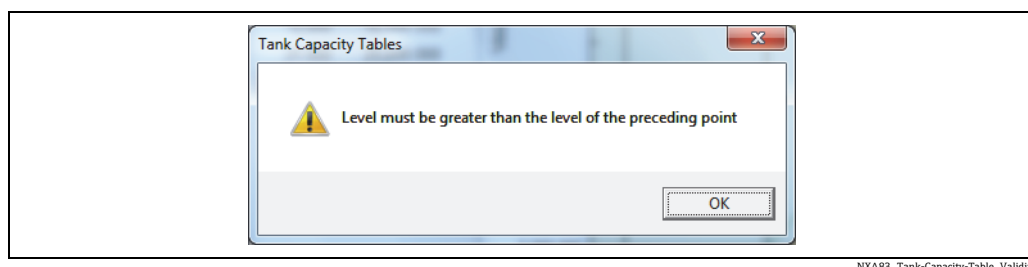 Tank Capacity Tables
Level must be greater than the level of the preceding point
OK